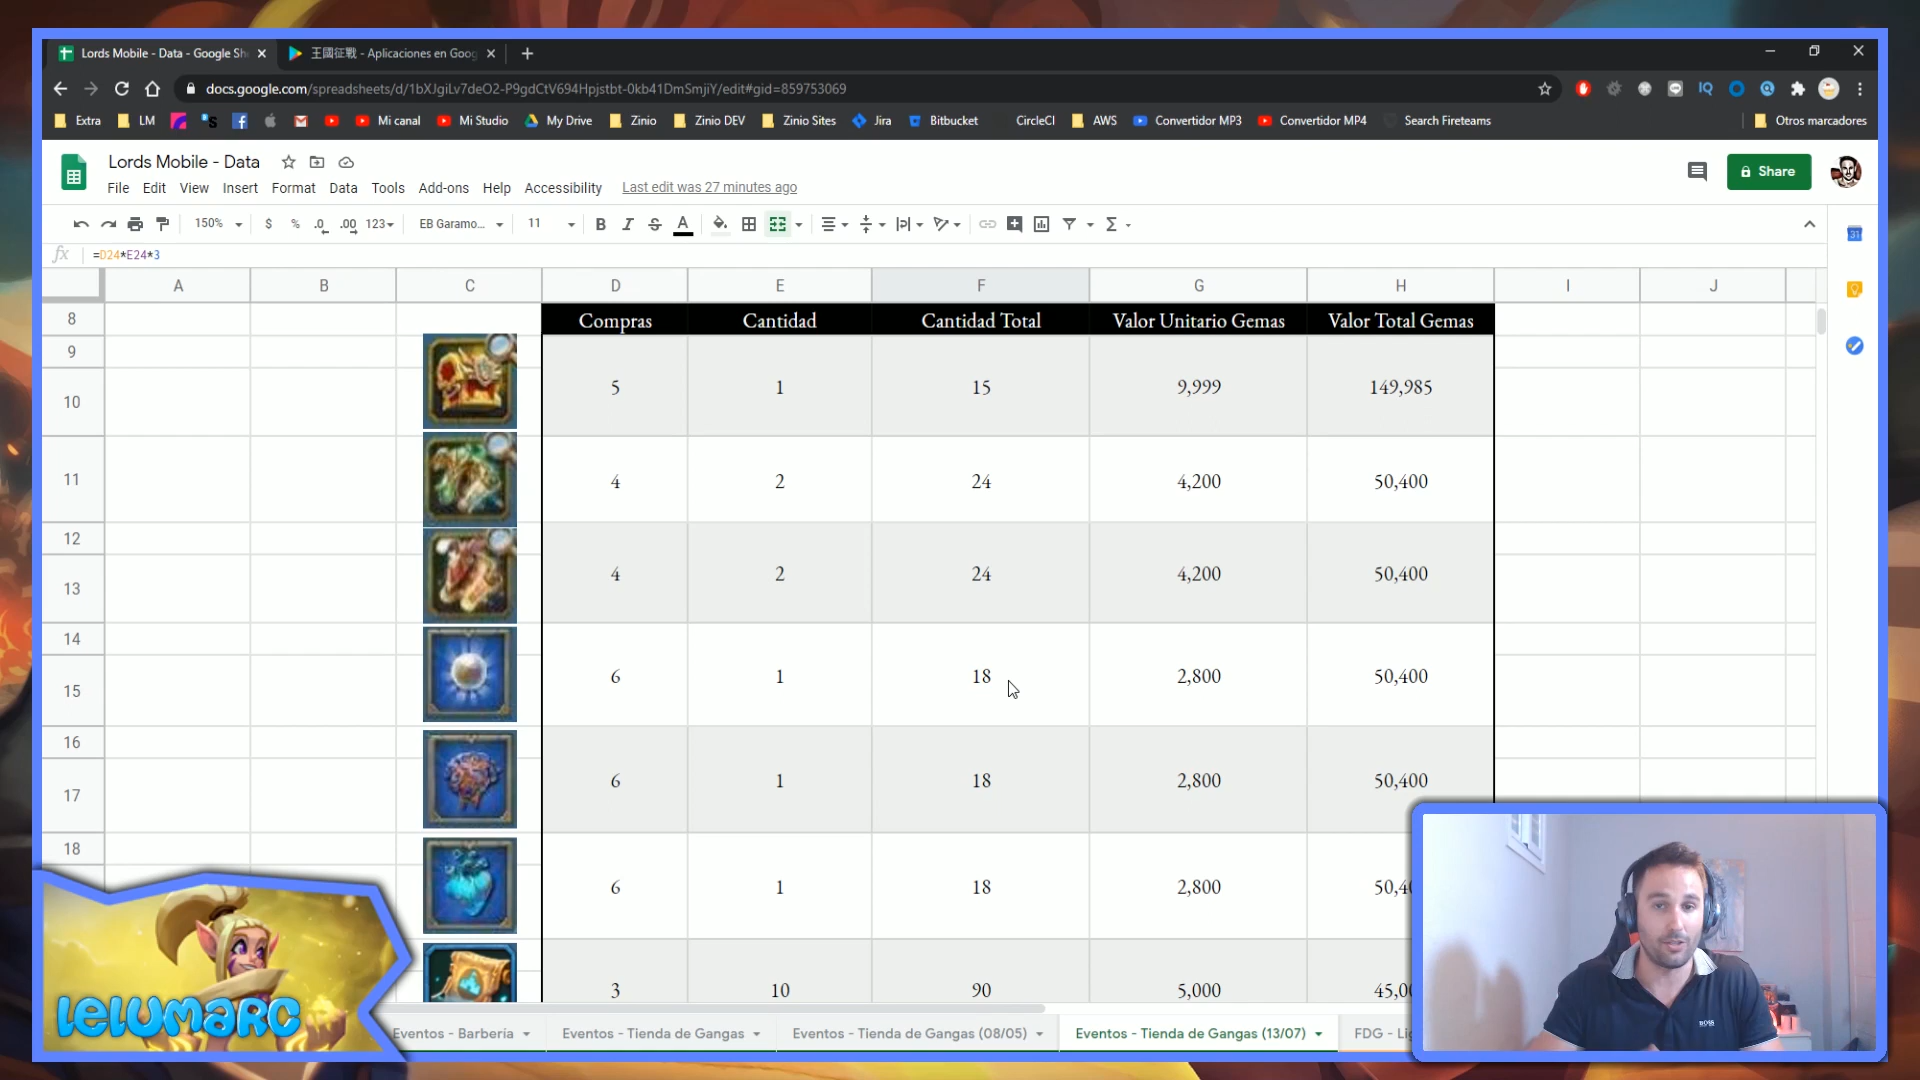 Lords Mobile - Data - Google Sh
王國征戰 - Aplicaciones en Goog
docs.google.com/spreadsheets/d/1bXJgiLv7deO2-P9gdCtV694Hpjstbt-0kb41DmSmjiY/edit#gid=859753069
Extra LM Mi canal Mi Studio My Drive Zinio Zinio DEV Zinio Sites Jira Bitbucket CircleCI AWS Convertidor MP3 Convertidor MP4 Search Fireteams Otros marcadores
Lords Mobile - Data
Share
File Edit View Insert Format Data Tools Add-ons Help Accessibility Last edit was 27 minutes ago
150% $ % .0 .00 123 EB Garamo... 11 B I S A
fx =D24*E24*3
A B C D E F G H I J
8 Compras Cantidad Cantidad Total Valor Unitario Gemas Valor Total Gemas
9
10 5 1 15 9,999 149,985
11 4 2 24 4,200 50,400
12
13 4 2 24 4,200 50,400
14
15 6 1 18 2,800 50,400
16
17 6 1 18 2,800 50,400
18
6 1 18 2,800 50,4
3 10 90 5,000 45,0
Eventos - Barbería Eventos - Tienda de Gangas Eventos - Tienda de Gangas (08/05) Eventos - Tienda de Gangas (13/07) FDG - Li
LELUMARC
BOSS